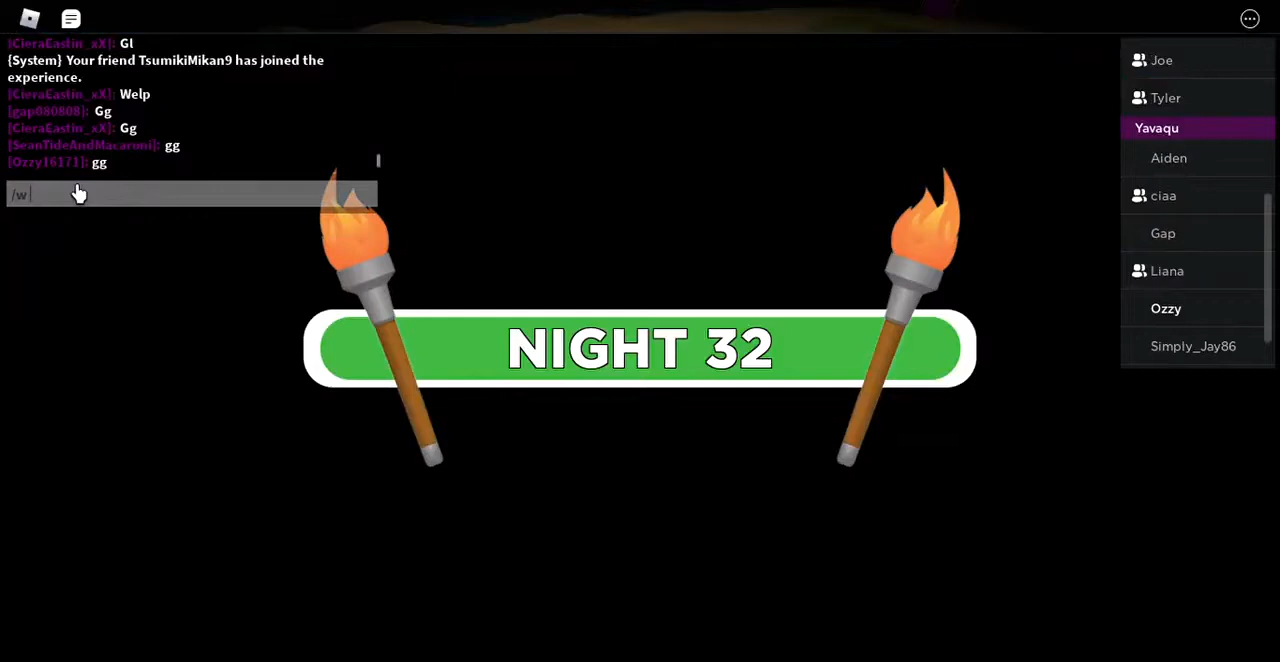 [CieraEastin_xX]: Gl
{System} Your friend TsumikiMikan9 has joined the
experience.
[CieraEastin_xX]: Welp
[gap080808]: Gg
[CieraEastin_xX]: Gg
[SeanTideAndMacaroni]: gg
[Ozzy16171]: gg
/w
NIGHT 32
Joe
Tyler
Yavaqu
Aiden
ciaa
Gap
Liana
Ozzy
Simply_Jay86